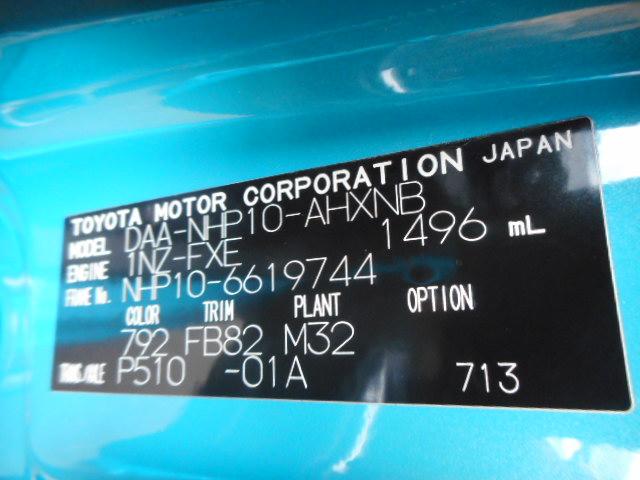 TOYOTA MOTOR CORPORATION JAPAN
MODEL DAA-NHP10-AHXNB
ENGINE 1NZ-FXE 1496 mL
FRAME No. NHP10-6619744
COLOR TRIM PLANT OPTION
792 FB82 M32
TRANS/AXLE P510 -01A 713